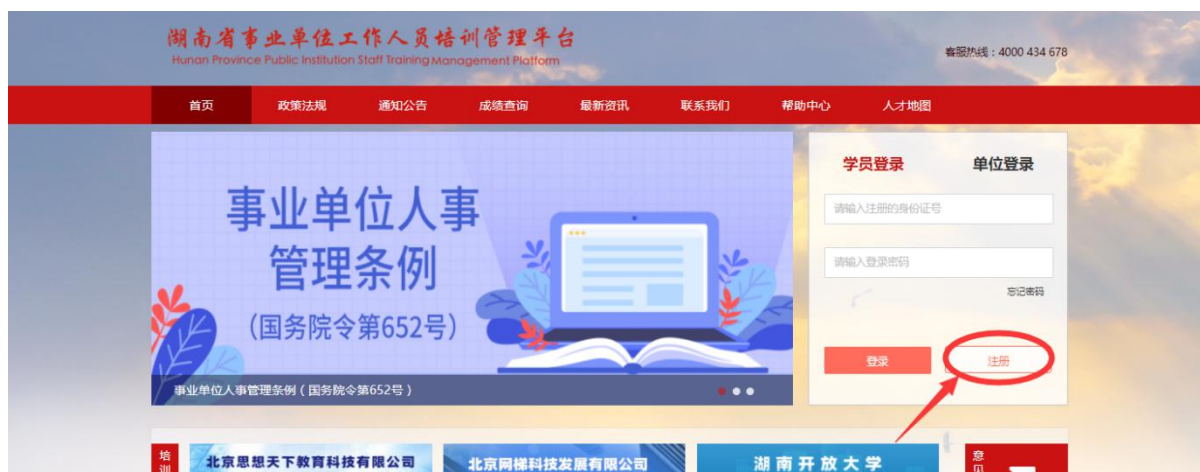 湖南省事业单位工作人员培训管理平台
Hunan Province Public Institution Staff Training Management Platform
客服热线：4000 434 678
首页 政策法规 通知公告 成绩查询 最新资讯 联系我们 帮助中心 人才地图
事业单位人事
管理条例
（国务院令第652号）
事业单位人事管理条例（国务院令第652号）
学员登录 单位登录
请输入注册的身份证号
请输入登录密码
忘记密码
登录 注册
培训
北京思想天下教育科技有限公司
北京网梯科技发展有限公司
湖南开放大学
意见